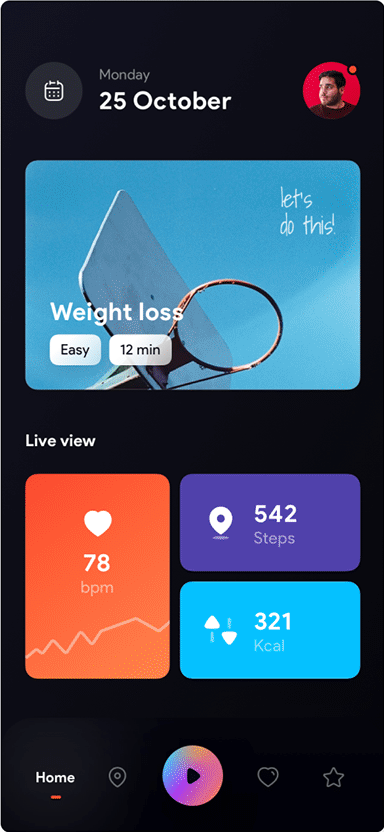 Monday
25 October
let's
do this!
Weight loss
Easy
12 min
Live view
78
bpm
542
Steps
321
Kcal
Home